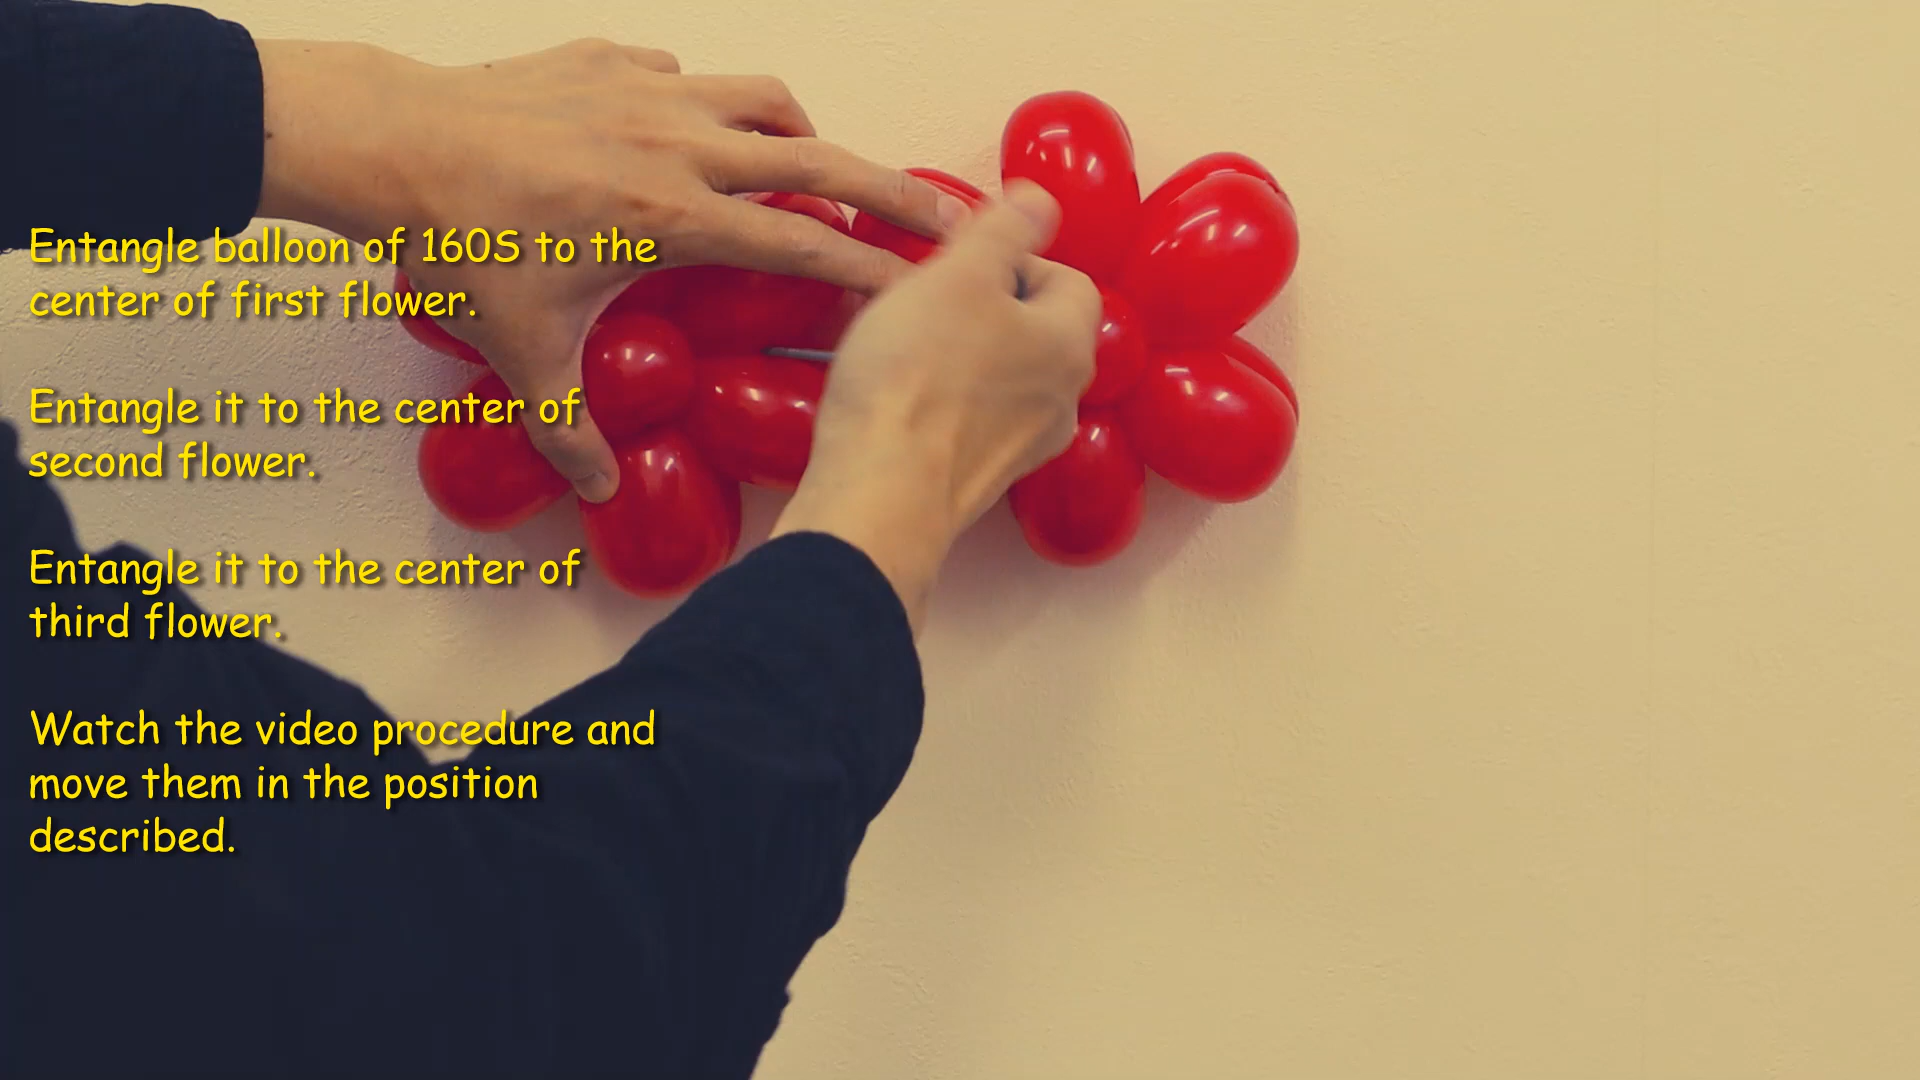 Entangle balloon of 160S to the
center of first flower.
Entangle it to the center of
second flower.
Entangle it to the center of
third flower.
Watch the video procedure and
move them in the position
described.